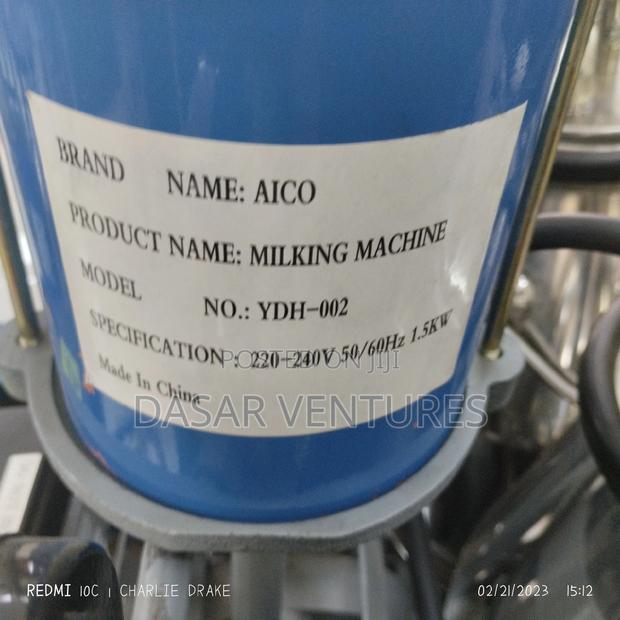 BRAND NAME: AICO
PRODUCT NAME: MILKING MACHINE
MODEL NO.: YDH-002
SPECIFICATION : 220-240V 50/60Hz 1.5KW
Made In China
POSTED ON JIJI
DASAR VENTURES
REDMI 10C | CHARLIE DRAKE
02/21/2023 15:12